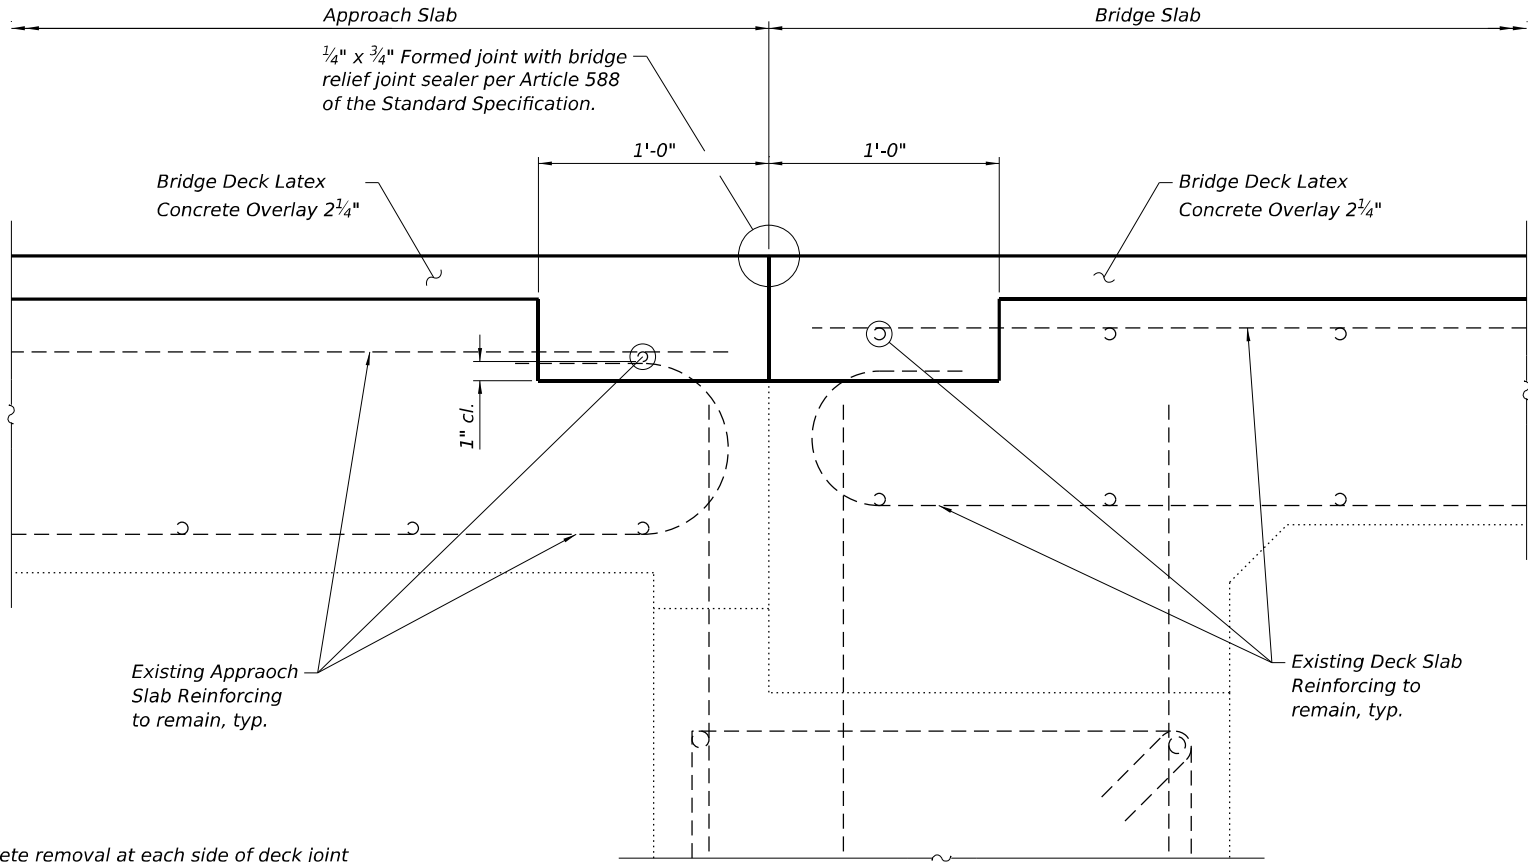 Approach Slab
Bridge Slab
¼" x ¾" Formed joint with bridge
relief joint sealer per Article 588
of the Standard Specification.
1'-0"
1'-0"
Bridge Deck Latex
Concrete Overlay 2¼"
Bridge Deck Latex
Concrete Overlay 2¼"
1" cl.
Existing Appraoch
Slab Reinforcing
to remain, typ.
Existing Deck Slab
Reinforcing to
remain, typ.
ete removal at each side of deck joint